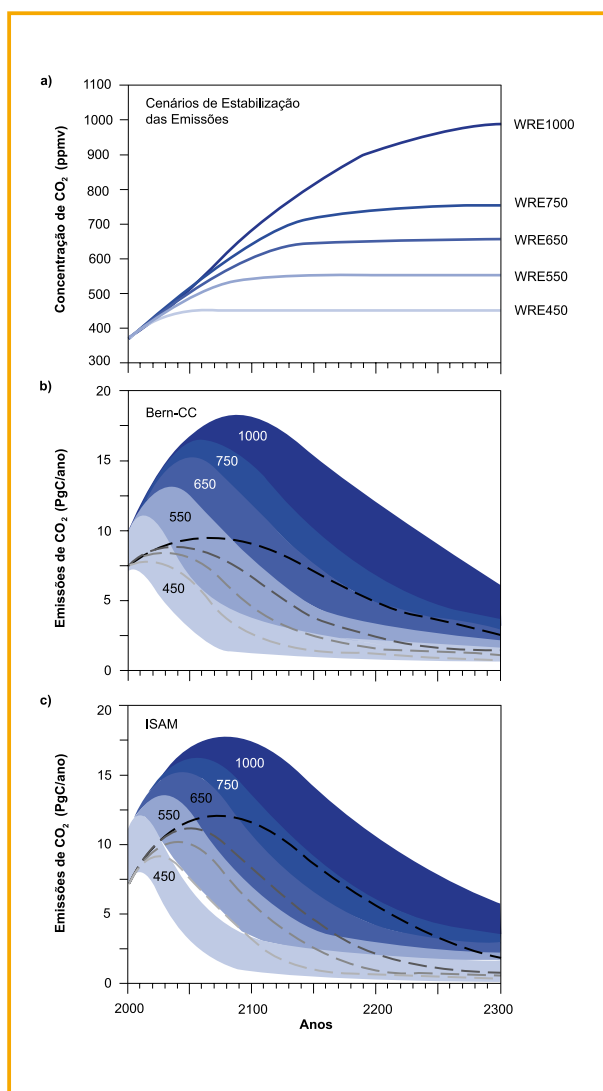 a)
Cenários de Estabilização
das Emissões
Concentração de CO₂ (ppmv)
1100
1000
900
800
700
600
500
400
300
WRE1000
WRE750
WRE650
WRE550
WRE450
b)
Bern-CC
Emissões de CO₂ (PgC/ano)
20
15
10
5
0
1000
750
650
550
450
c)
ISAM
Emissões de CO₂ (PgC/ano)
20
15
10
5
0
1000
750
650
550
450
2000
2100
2200
2300
Anos